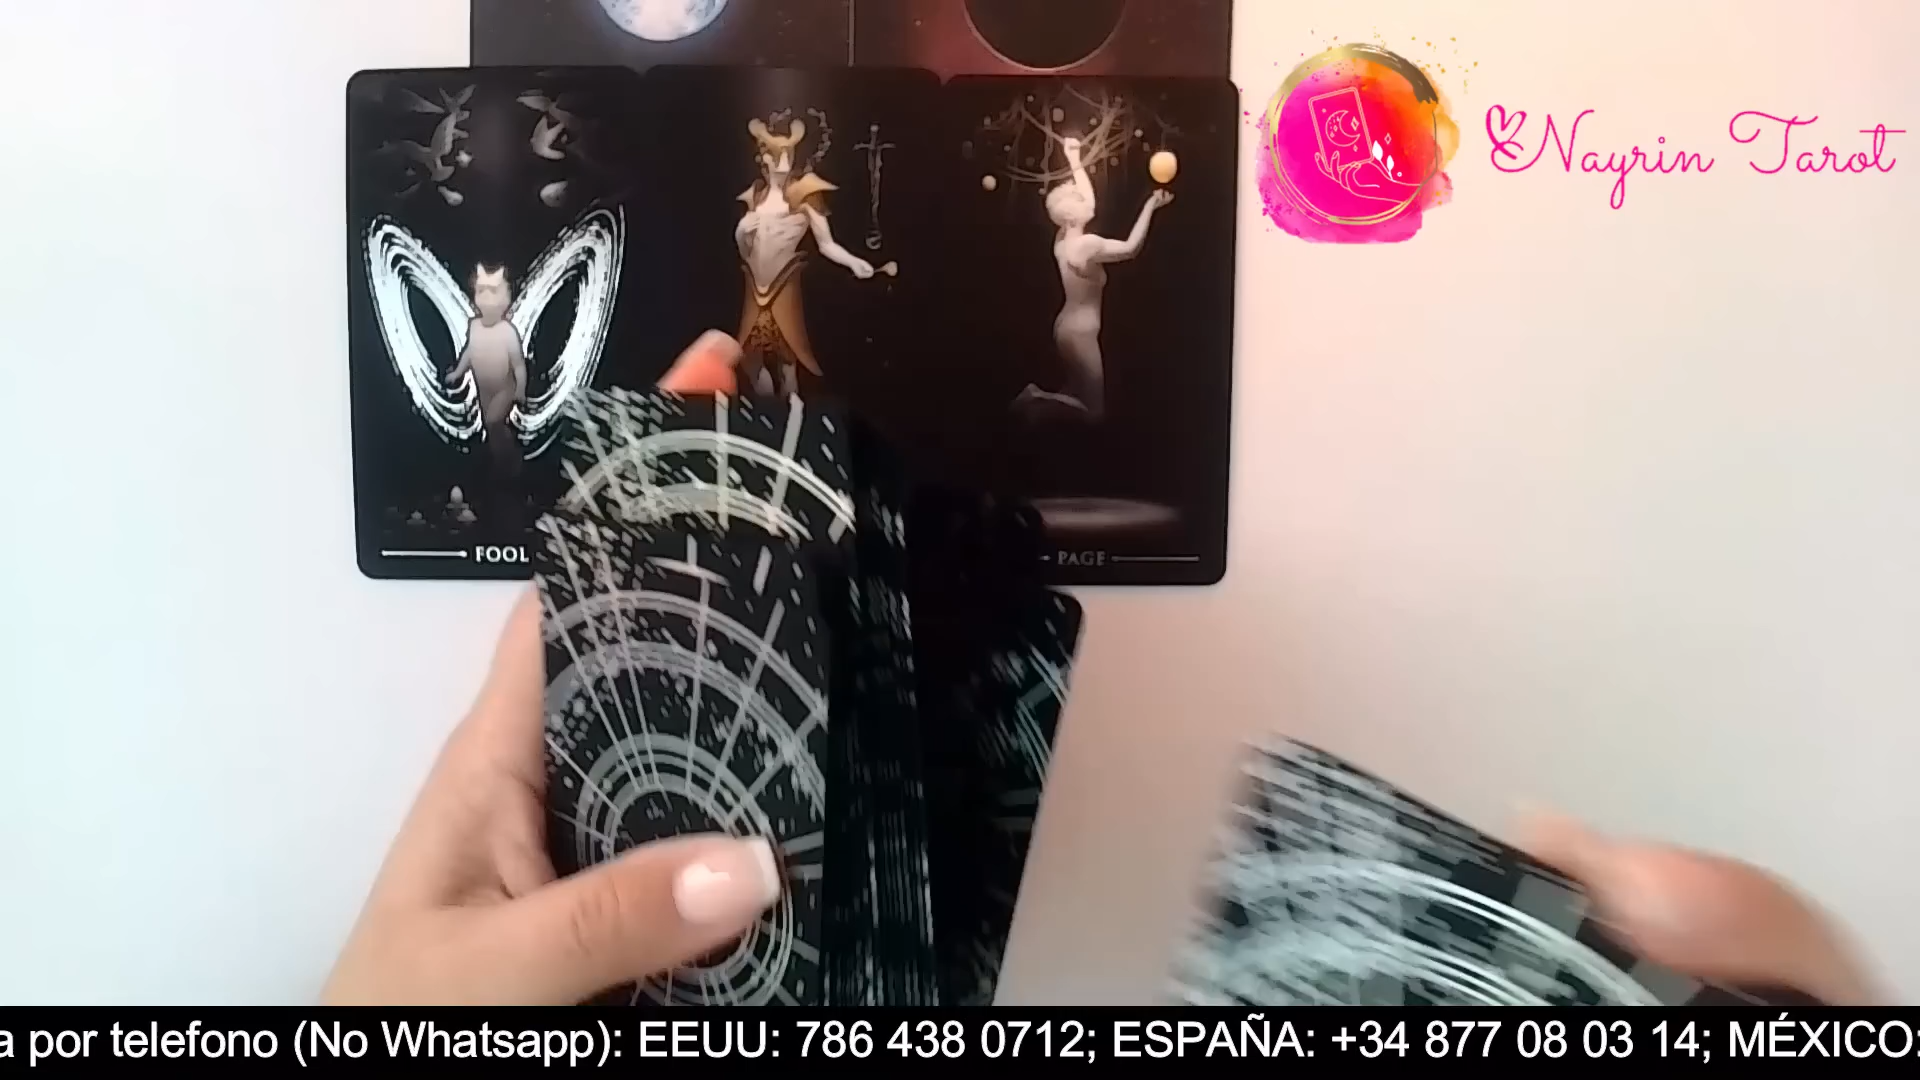 Nayrin Tarot
FOOL
PAGE
a por telefono (No Whatsapp): EEUU: 786 438 0712; ESPAÑA: +34 877 08 03 14; MÉXICO: